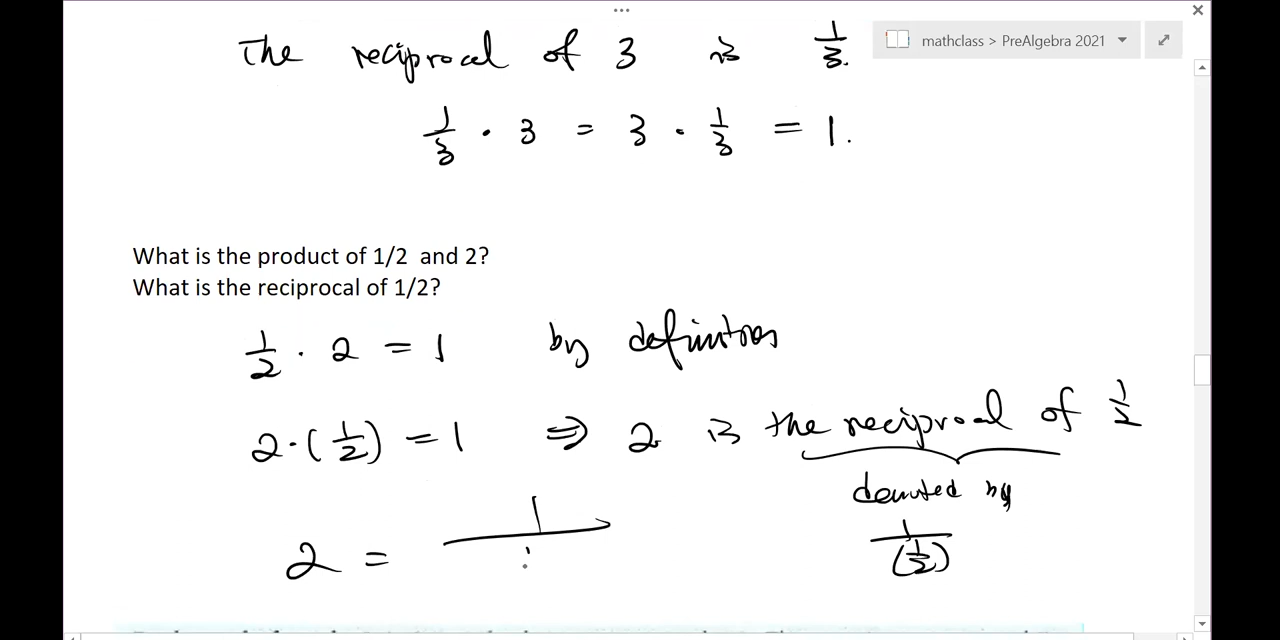 The reciprocal of 3 is 1/3.
mathclass > PreAlgebra 2021
1/3 · 3 = 3 · 1/3 = 1.
What is the product of 1/2 and 2?
What is the reciprocal of 1/2?
1/2 · 2 = 1 by definition
2·(1/2) = 1 ⇒ 2 is the reciprocal of 1/2
denoted by
1/(1/2)
2 = 1/